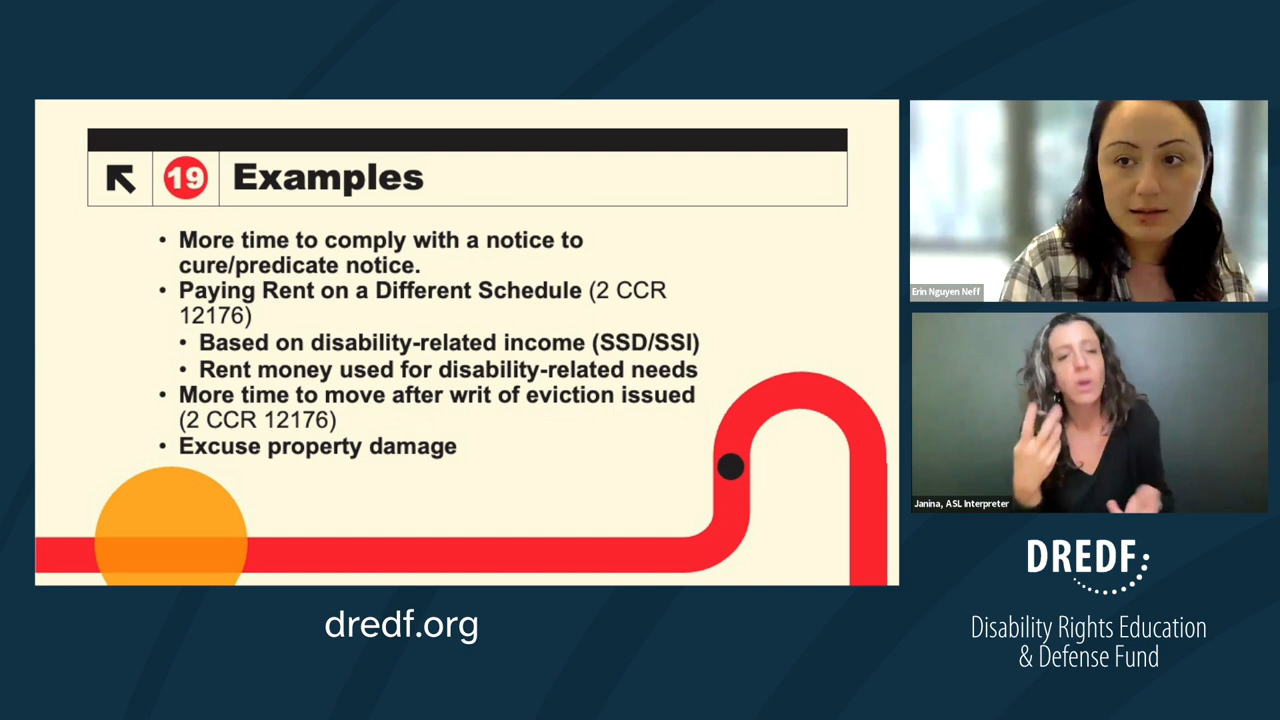 19 Examples
• More time to comply with a notice to
cure/predicate notice.
• Paying Rent on a Different Schedule (2 CCR
12176)
• Based on disability-related income (SSD/SSI)
• Rent money used for disability-related needs
• More time to move after writ of eviction issued
(2 CCR 12176)
• Excuse property damage
Erin Nguyen Neff
Janina, ASL Interpreter
dredf.org
DREDF
Disability Rights Education
& Defense Fund